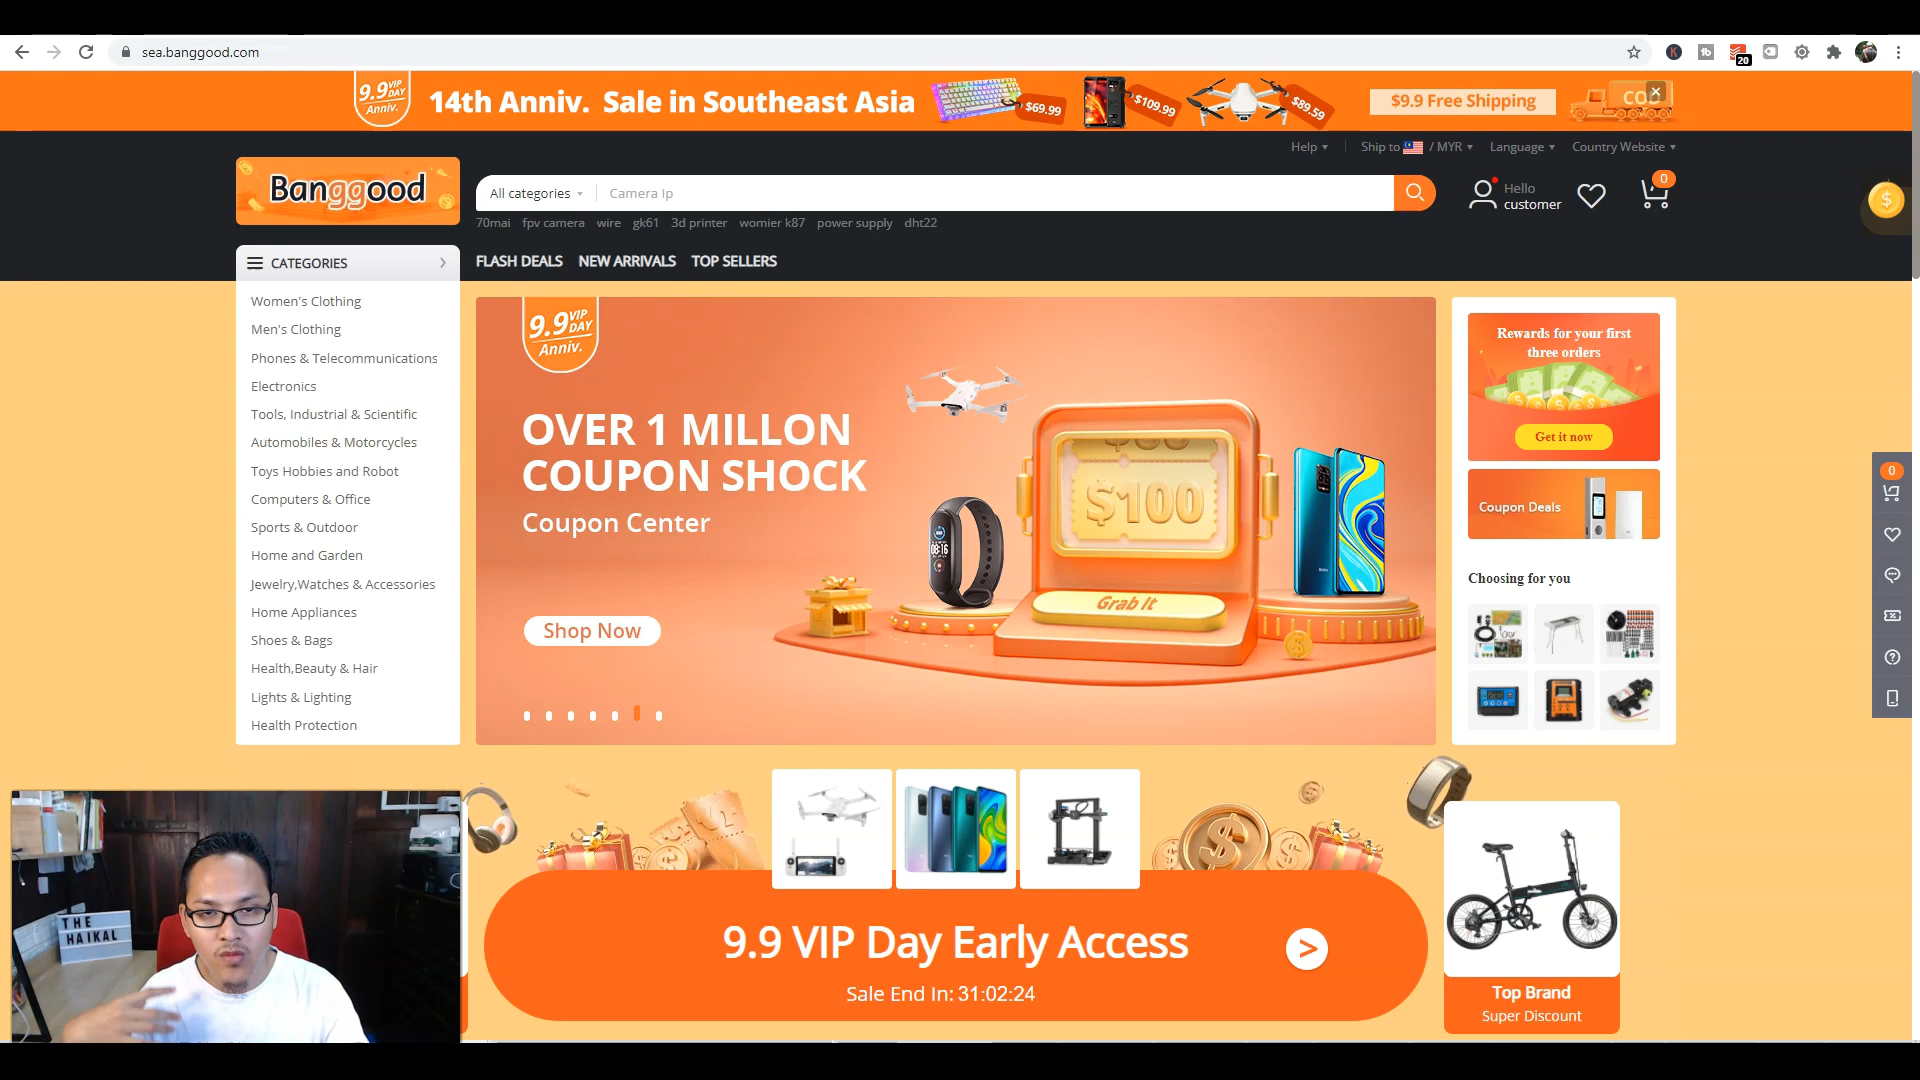 sea.banggood.com
20
9.9 VIP DAY Anniv.
14th Anniv. Sale in Southeast Asia
$69.99
$109.99
$89.59
$9.9 Free Shipping
Help
Ship to / MYR
Language
Country Website
Banggood
All categories
Camera Ip
Hello
customer
0
70mai fpv camera wire gk61 3d printer womier k87 power supply dht22
CATEGORIES
FLASH DEALS NEW ARRIVALS TOP SELLERS
Women's Clothing
Men's Clothing
Phones & Telecommunications
Electronics
Tools, Industrial & Scientific
Automobiles & Motorcycles
Toys Hobbies and Robot
Computers & Office
Sports & Outdoor
Home and Garden
Jewelry,Watches & Accessories
Home Appliances
Shoes & Bags
Health,Beauty & Hair
Lights & Lighting
Health Protection
9.9 VIP DAY
Anniv.
OVER 1 MILLON
COUPON SHOCK
Coupon Center
Shop Now
$100
Grab It
08:16
Rewards for your first
three orders
Get it now
Coupon Deals
Choosing for you
0
9.9 VIP Day Early Access
Sale End In: 31:02:24
>
Top Brand
Super Discount
THE
HAIKAL